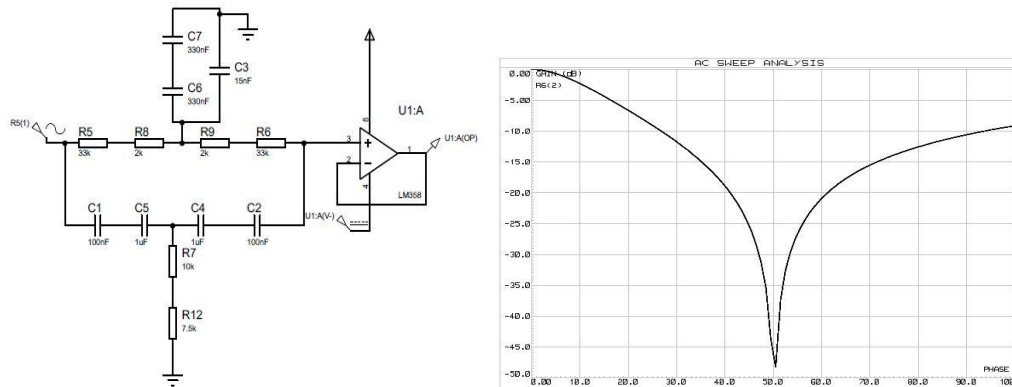 C7
330nF
C3
15nF
C6
330nF
U1:A
R5(1)
R5
33k
R8
2k
R9
2k
R6
33k
3
2
8
4
1
U1:A(OP)
LM358
U1:A(V-)
C1
100nF
C5
1uF
C4
1uF
C2
100nF
R7
10k
R12
7.5k
AC SWEEP ANALYSIS
GAIN (dB)
R6(2)
0.00
-5.00
-10.0
-15.0
-20.0
-25.0
-30.0
-35.0
-40.0
-45.0
-50.0
PHASE
0.00 10.0 20.0 30.0 40.0 50.0 60.0 70.0 80.0 90.0 100